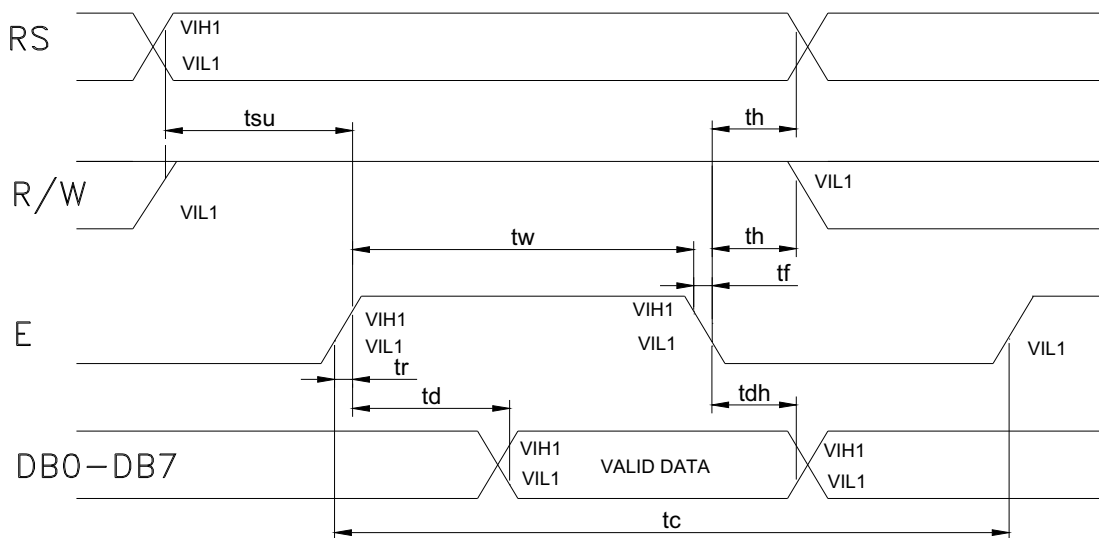 RS
VIH1
VIL1
tsu
th
R/W
VIL1
VIL1
tw
th
tf
E
VIH1
VIL1
VIH1
VIL1
VIL1
tr
td
tdh
DB0-DB7
VIH1
VIL1
VALID DATA
VIH1
VIL1
tc